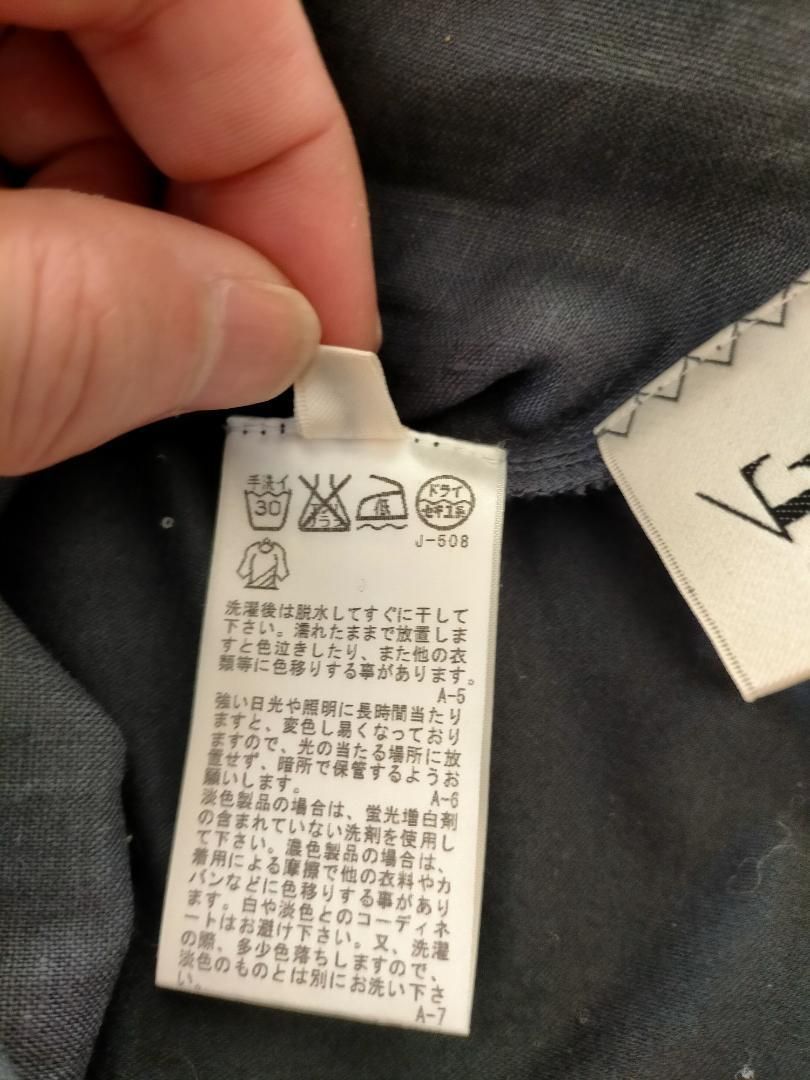 手洗イ
30
エンソ
サラシ
低
ドライ
セキユ系
J-508
洗濯後は脱水してすぐに干して
下さい。濡れたままで放置しま
すと色泣きしたり、また他の衣
類等に色移りする事があります。
A-5
強い日光や照明に長時間当たり
ますと、変色し易くなっており
ますので、光の当たる場所に放
置せず、暗所で保管するようお
願いします。
A-6
淡色製品の場合は、蛍光増白剤
の含まれていない洗剤を使用し
て下さい。濃色製品の場合は、
着用による摩擦で他の衣料やカ
バンなどに色移りする事があり
ます。白や淡色とのコーディネ
ートはお避け下さい。又、洗濯
の際、多少色落ちしますので、
淡色のものとは別にお洗い下さ
い。
A-7